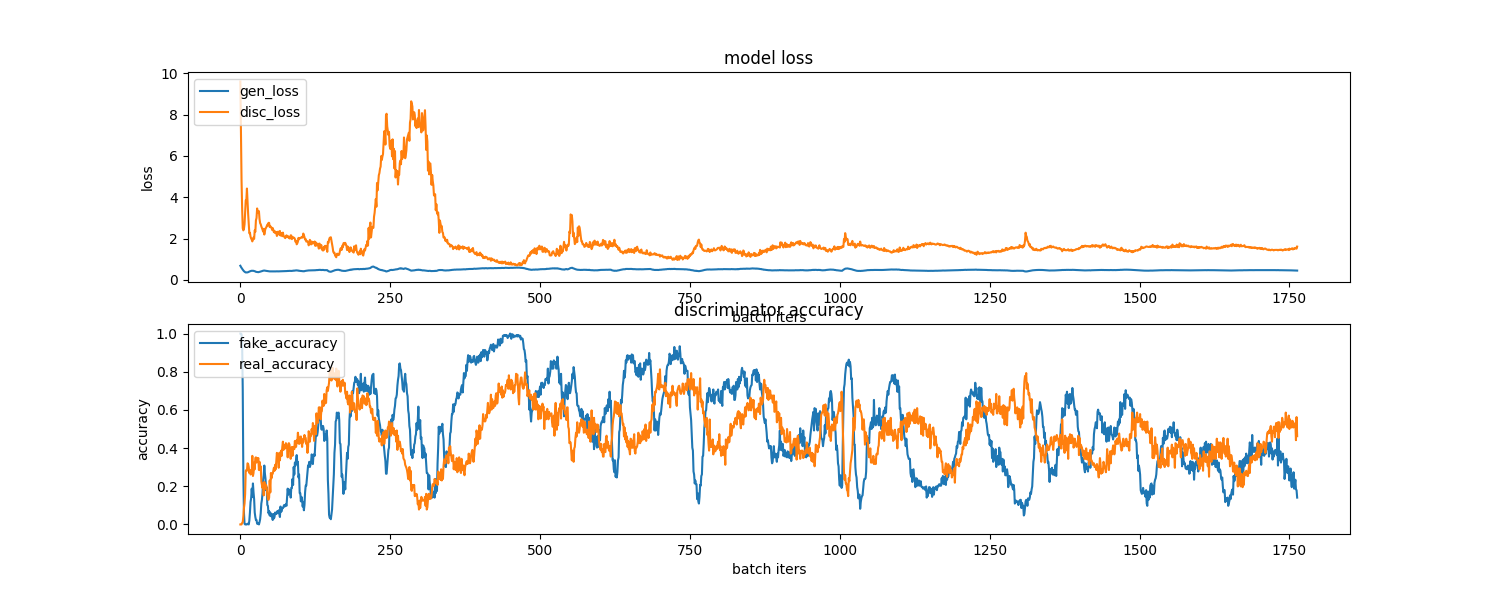 model loss
10
8
6
4
2
0
loss
gen_loss
disc_loss
0 250 500 750 1000 1250 1500 1750
batch iters
discriminator accuracy
1.0
0.8
0.6
0.4
0.2
0.0
accuracy
fake_accuracy
real_accuracy
0 250 500 750 1000 1250 1500 1750
batch iters